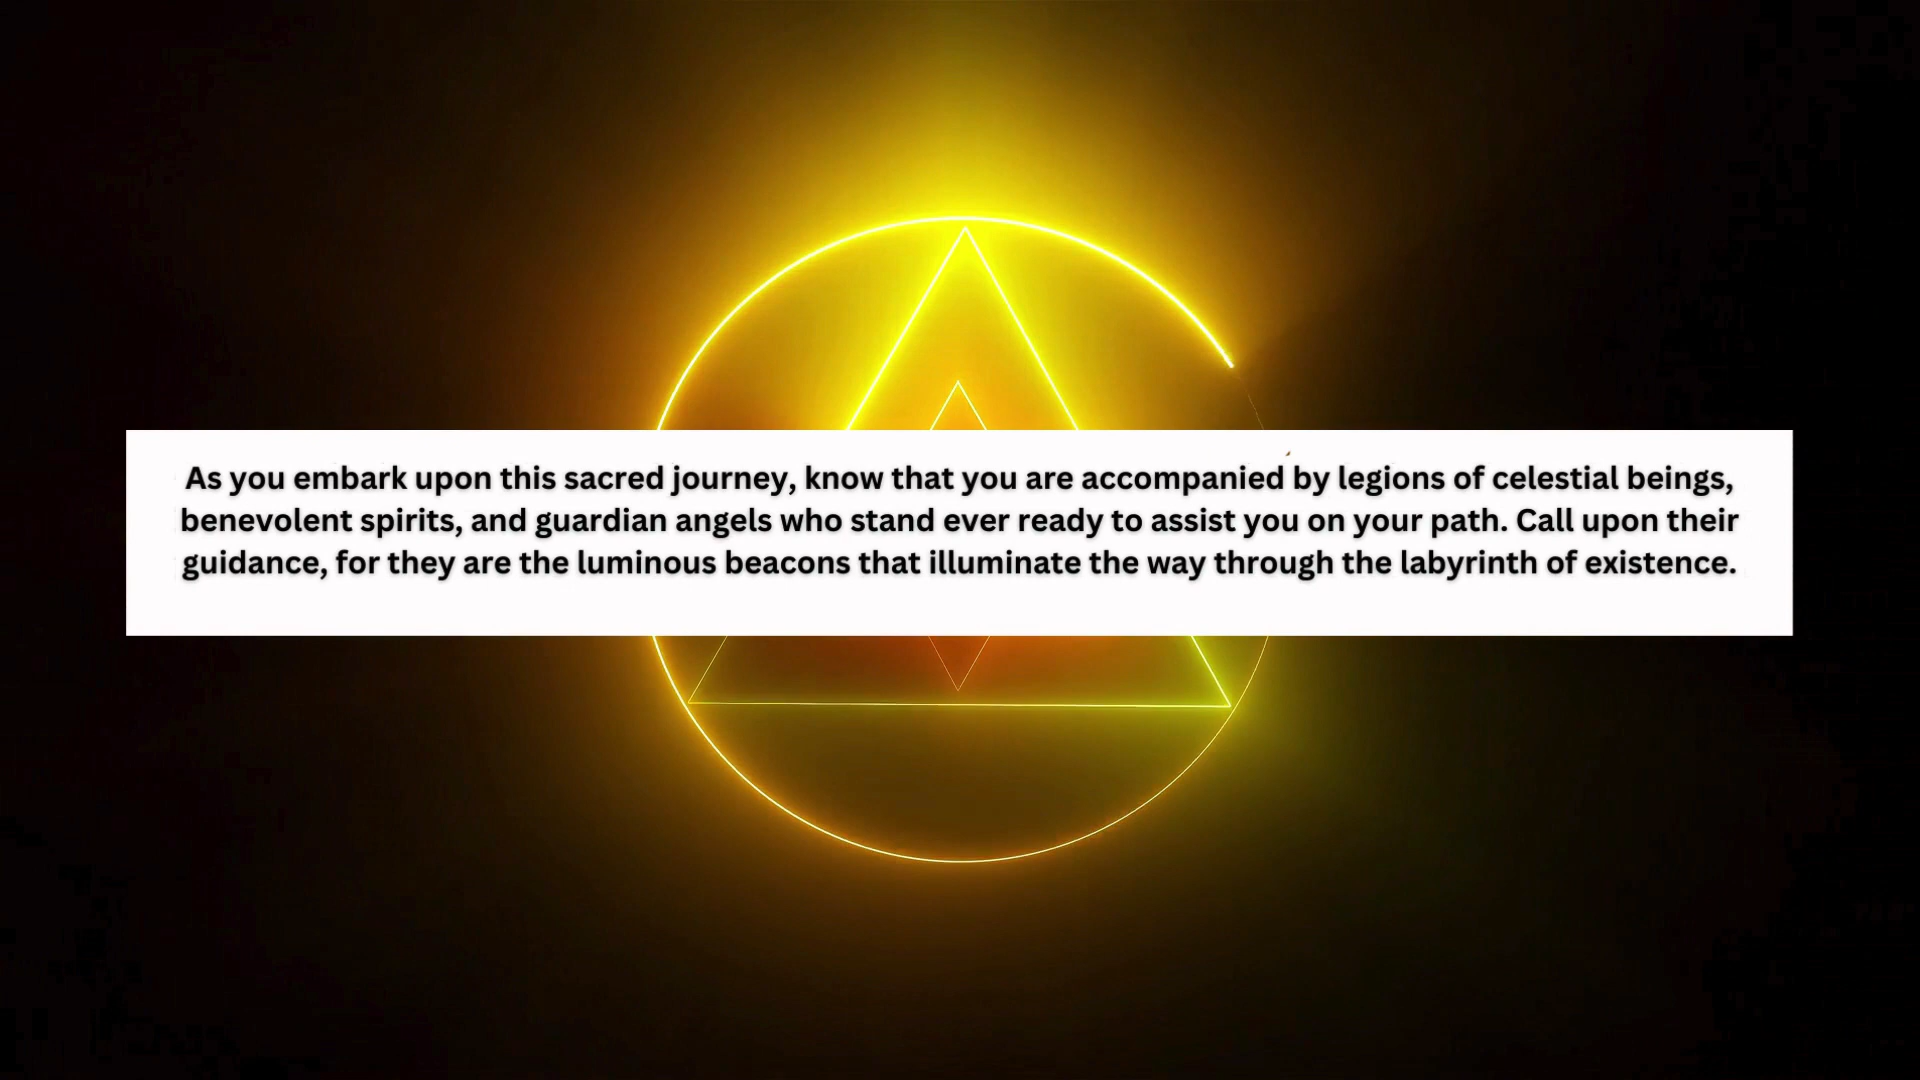 As you embark upon this sacred journey, know that you are accompanied by legions of celestial beings,
benevolent spirits, and guardian angels who stand ever ready to assist you on your path. Call upon their
guidance, for they are the luminous beacons that illuminate the way through the labyrinth of existence.